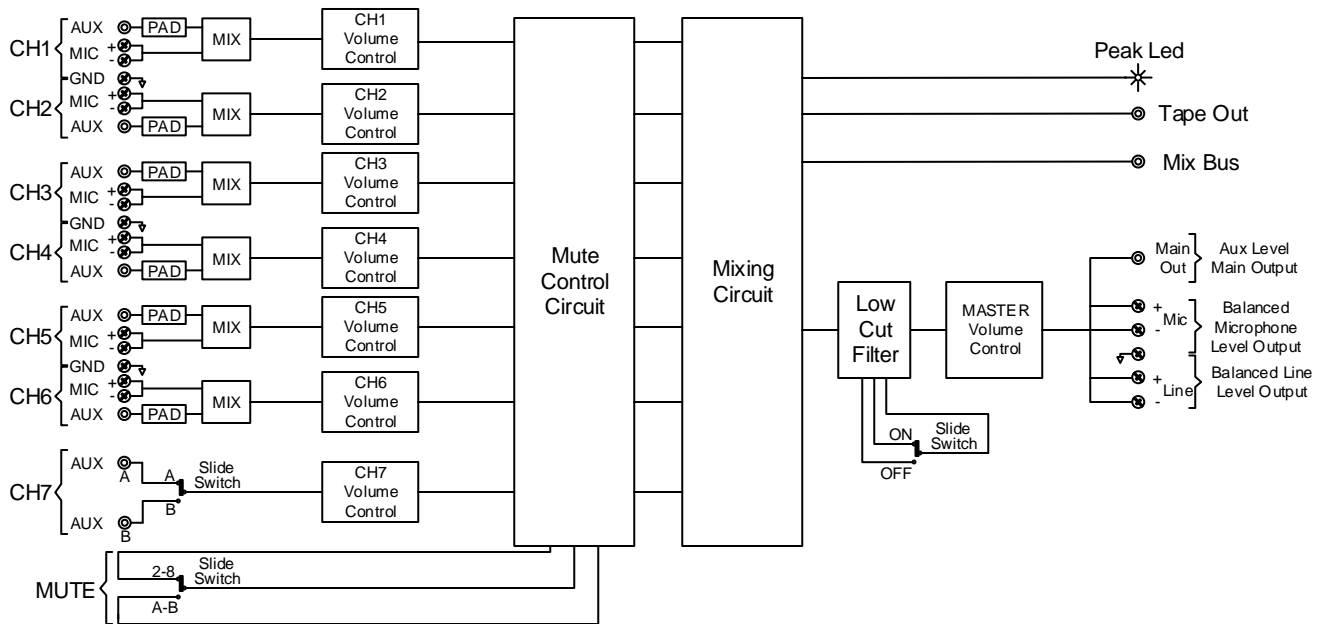 CH1
AUX
PAD
MIC
+
-
MIX
CH1
Volume
Control
GND
CH2
MIC
+
-
AUX
PAD
MIX
CH2
Volume
Control
CH3
AUX
PAD
MIC
+
-
MIX
CH3
Volume
Control
GND
CH4
MIC
+
-
AUX
PAD
MIX
CH4
Volume
Control
CH5
AUX
PAD
MIC
+
-
MIX
CH5
Volume
Control
GND
CH6
MIC
+
-
AUX
PAD
MIX
CH6
Volume
Control
CH7
AUX
A
A
Slide
Switch
B
AUX
B
CH7
Volume
Control
MUTE
2-8
Slide
Switch
A-B
Mute
Control
Circuit
Mixing
Circuit
Peak Led
Tape Out
Mix Bus
Low
Cut
Filter
ON
OFF
Slide
Switch
MASTER
Volume
Control
Main
Out
Aux Level
Main Output
+
Mic
-
Balanced
Microphone
Level Output
+
Line
-
Balanced Line
Level Output